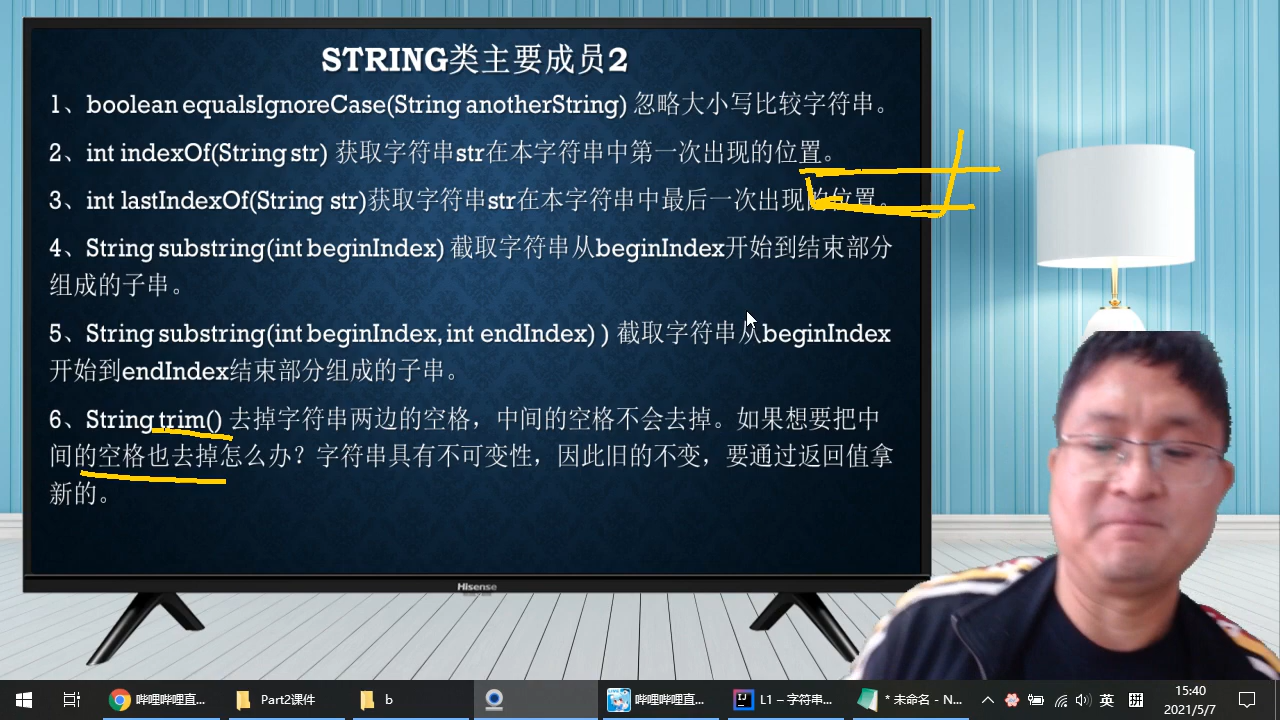 STRING类主要成员2
1、boolean equalsIgnoreCase(String anotherString) 忽略大小写比较字符串。
2、int indexOf(String str) 获取字符串str在本字符串中第一次出现的位置。
3、int lastIndexOf(String str)获取字符串str在本字符串中最后一次出现的位置。
4、String substring(int beginIndex) 截取字符串从beginIndex开始到结束部分
组成的子串。
5、String substring(int beginIndex, int endIndex) ) 截取字符串从beginIndex
开始到endIndex结束部分组成的子串。
6、String trim() 去掉字符串两边的空格，中间的空格不会去掉。如果想要把中
间的空格也去掉怎么办？字符串具有不可变性，因此旧的不变，要通过返回值拿
新的。
Hisense
哔哩哔哩直... Part2课件 b 哔哩哔哩直... L1 – 字符串... * 未命名 - N... 英 拼 15:40
2021/5/7